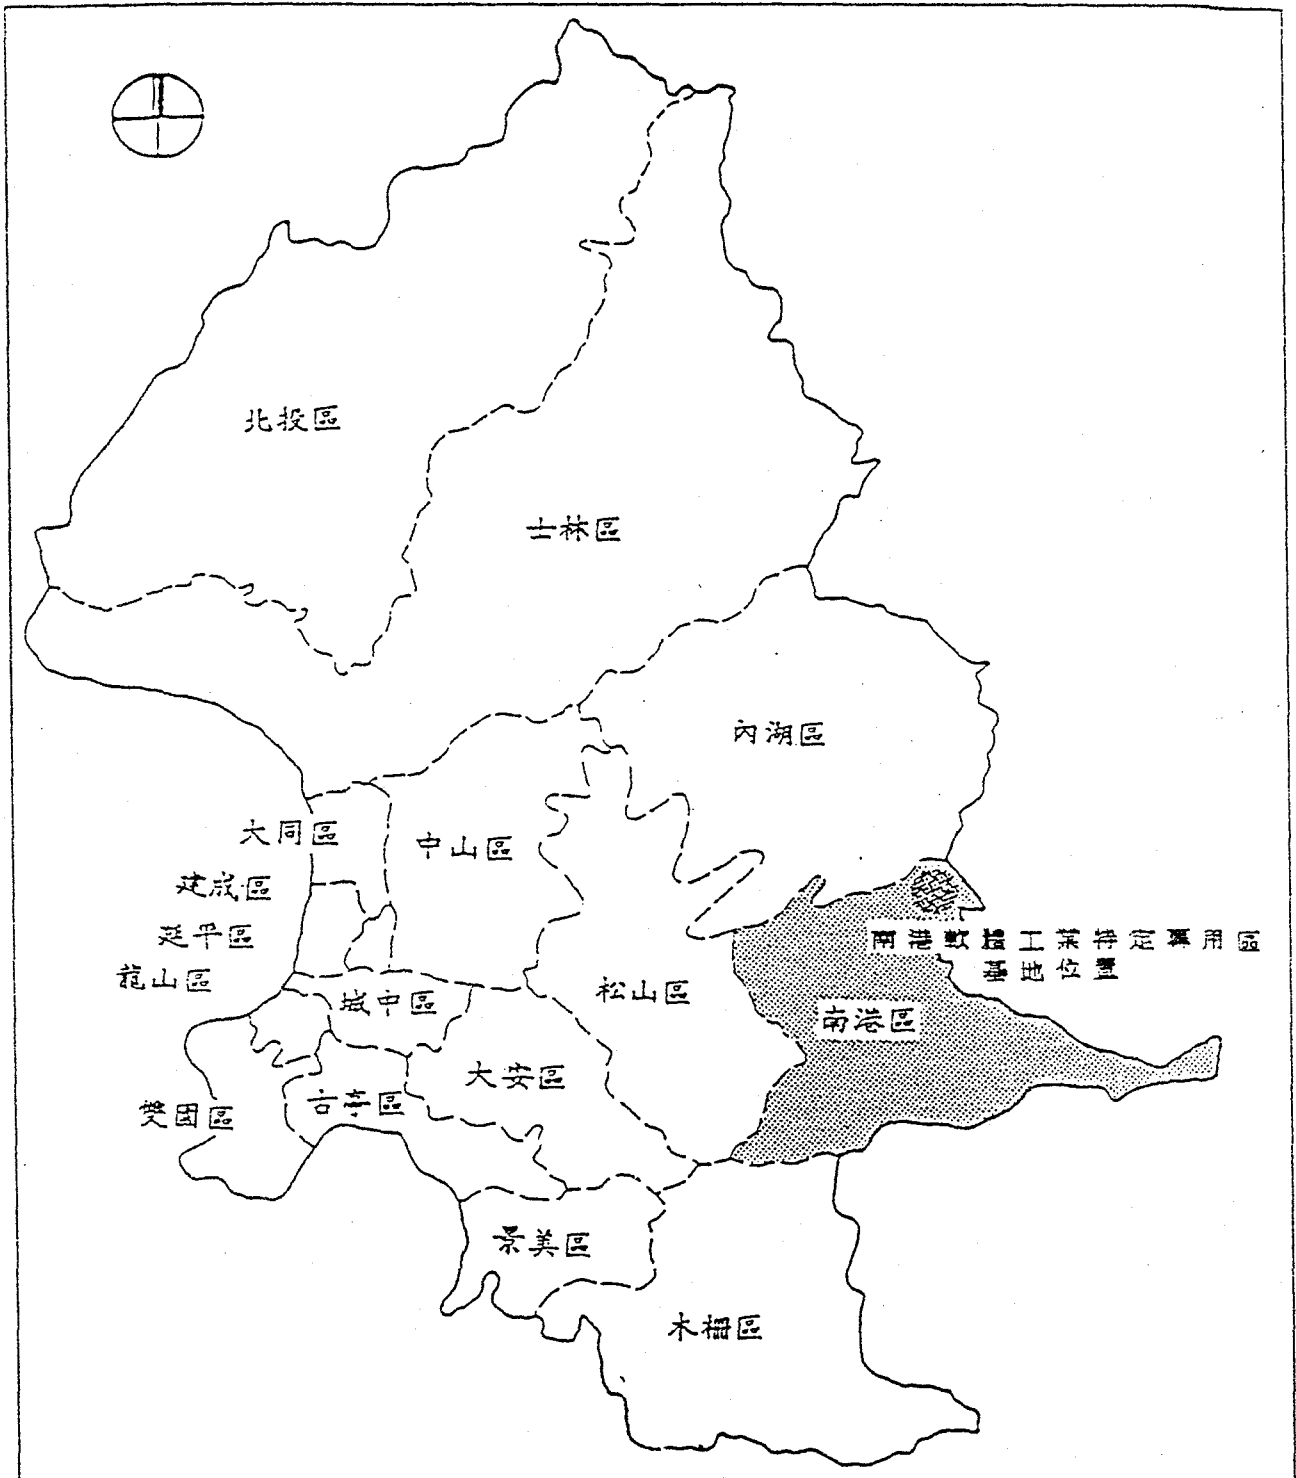 北投區
士林區
內湖區
大同區
中山區
建成區
延平區
南港軟體工業特定專用區
基地位置
龍山區
城中區
松山區
南港區
大安區
古亭區
雙園區
景美區
木柵區